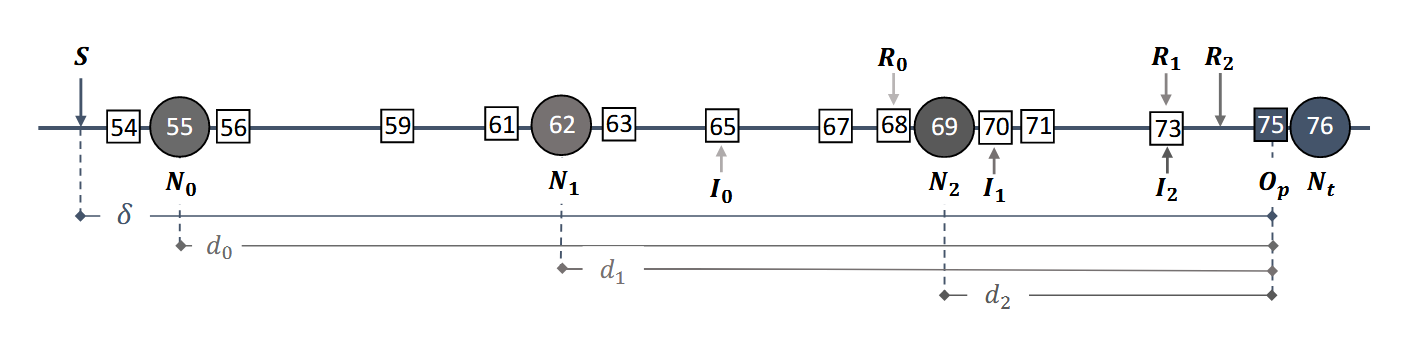 S R₀ R₁ R₂
54 55 56 59 61 62 63 65 67 68 69 70 71 73 75 76
N₀ N₁ I₀ N₂ I₁ I₂ Oₚ Nₜ
δ
d₀
d₁
d₂